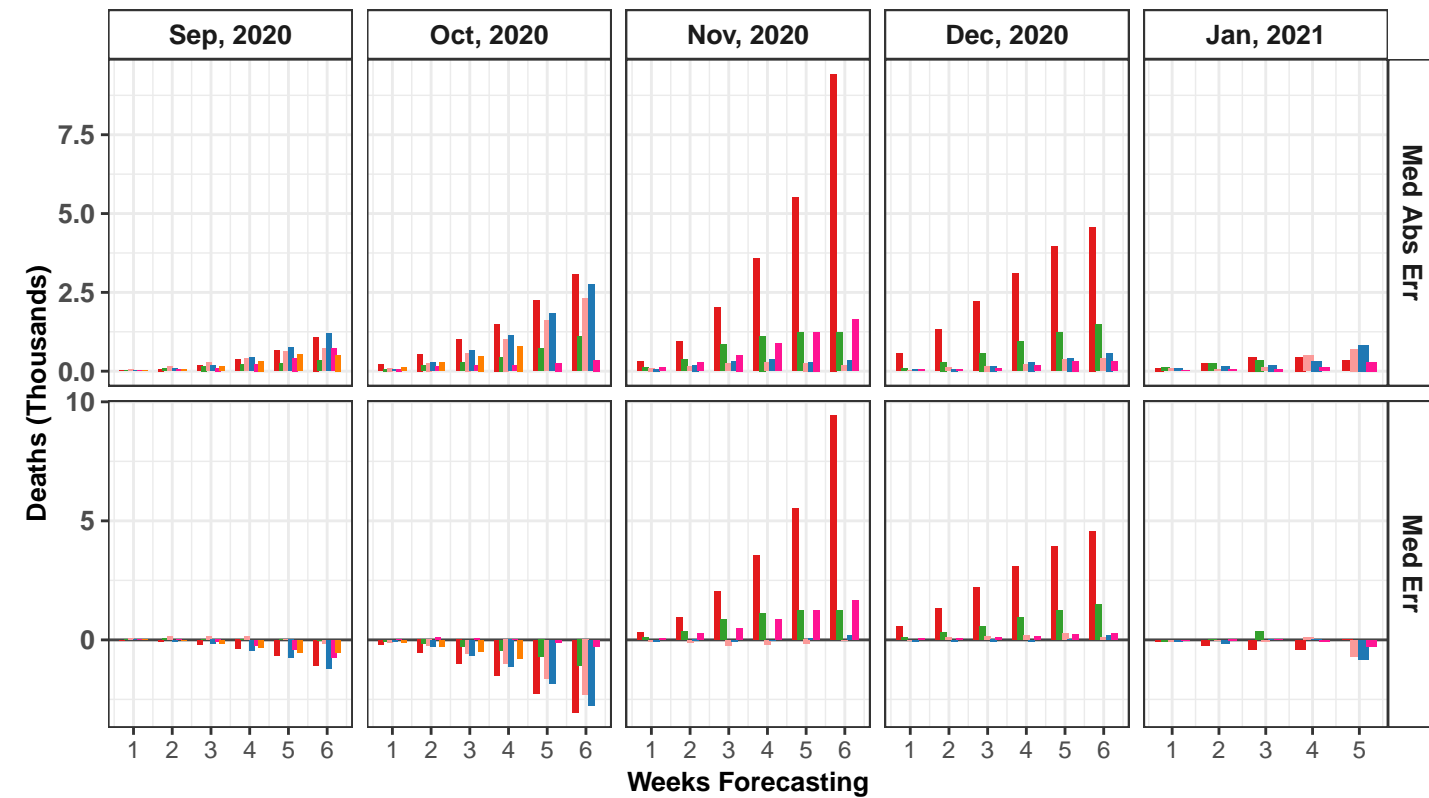 Sep, 2020 Oct, 2020 Nov, 2020 Dec, 2020 Jan, 2021
7.5
5.0
2.5
0.0
Med Abs Err
10
5
0
Med Err
Deaths (Thousands)
1 2 3 4 5 6 1 2 3 4 5 6 1 2 3 4 5 6 1 2 3 4 5 6 1 2 3 4 5
Weeks Forecasting